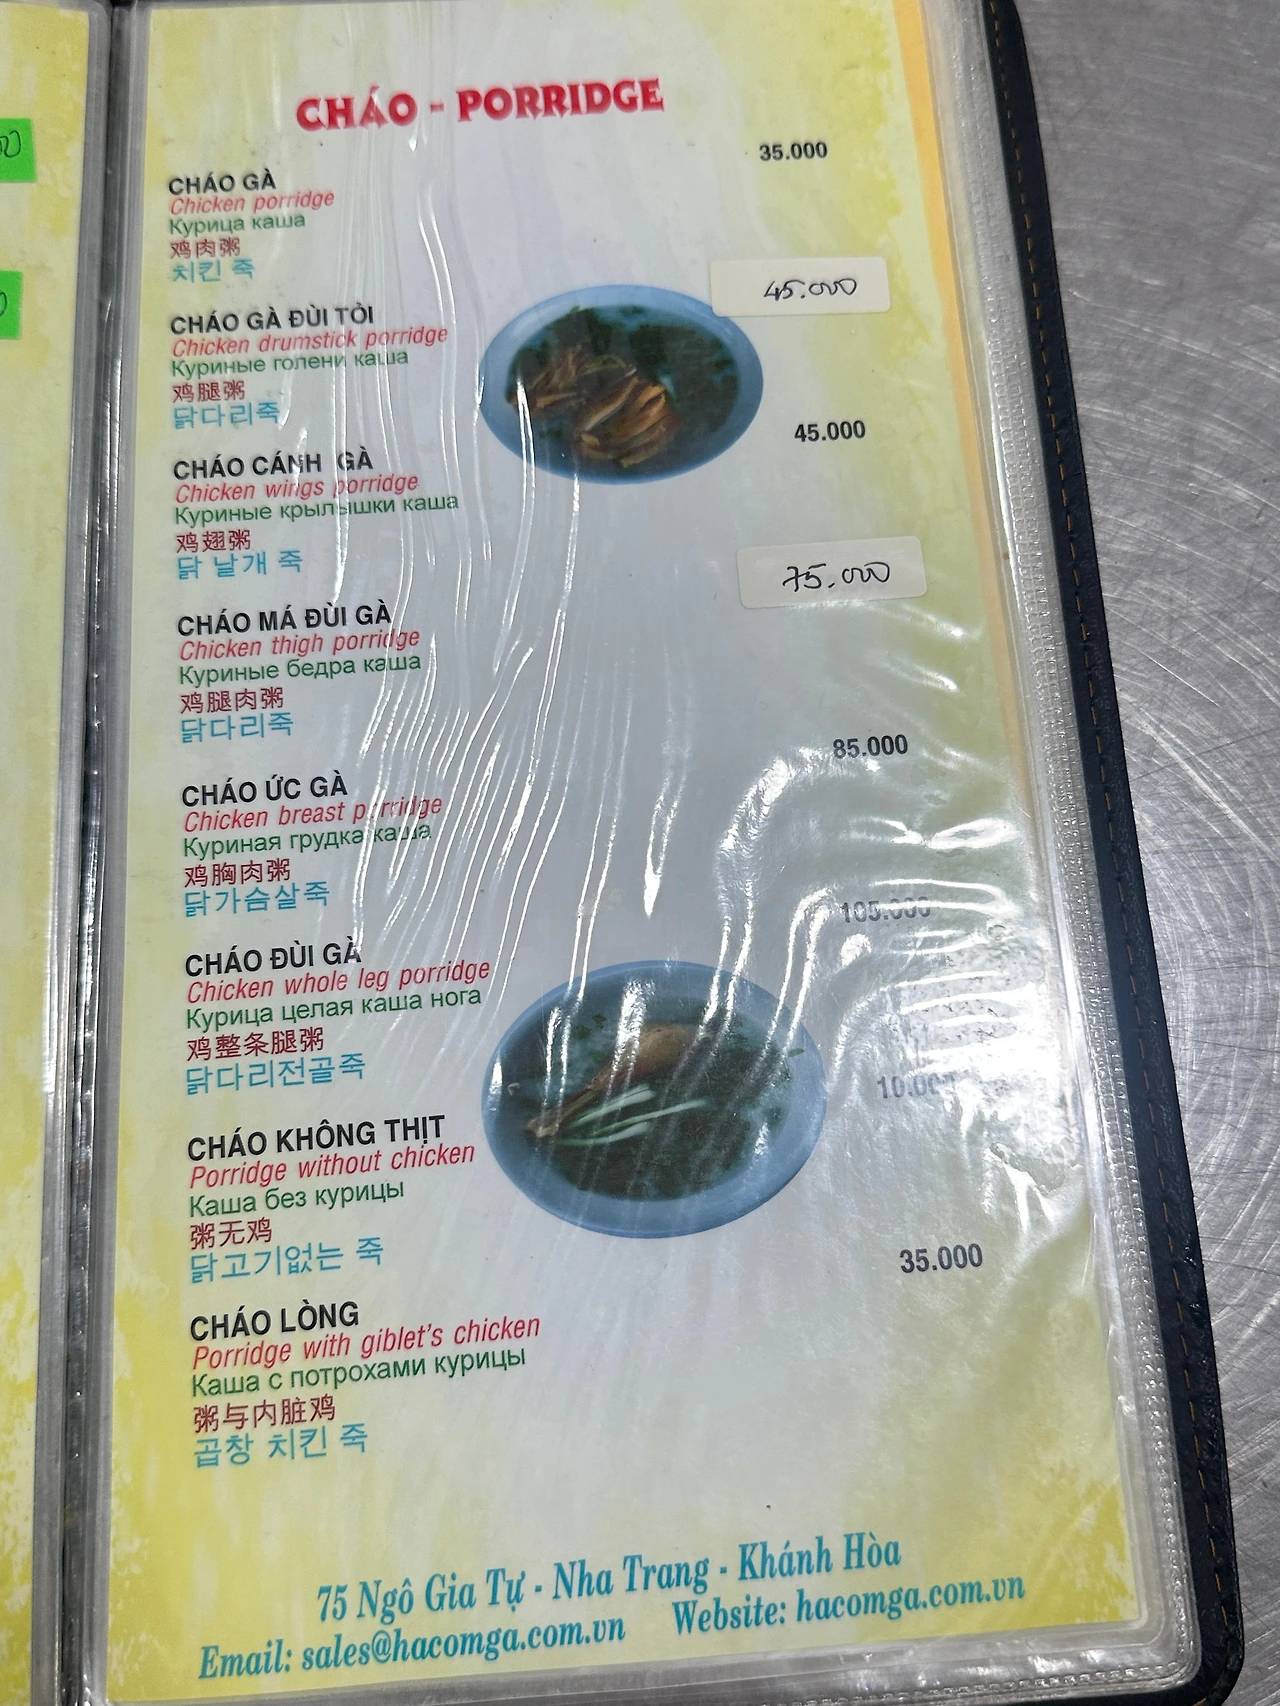 CHÁO - PORRIDGE
35.000
CHÁO GÀ
Chicken porridge
Курица каша
鸡肉粥
치킨 죽
45.000
CHÁO GÀ ĐÙI TỎI
Chicken drumstick porridge
Куриные голени каша
鸡腿粥
닭다리죽
45.000
CHÁO CÁNH GÀ
Chicken wings porridge
Куриные крылышки каша
鸡翅粥
닭 날개 죽
75.000
CHÁO MÁ ĐÙI GÀ
Chicken thigh porridge
Куриные бедра каша
鸡腿肉粥
닭다리죽
85.000
CHÁO ỨC GÀ
Chicken breast porridge
Куриная грудка каша
鸡胸肉粥
닭가슴살죽
105.000
CHÁO ĐÙI GÀ
Chicken whole leg porridge
Курица целая каша нога
鸡整条腿粥
닭다리전골죽
10.000
CHÁO KHÔNG THỊT
Porridge without chicken
Каша без курицы
粥无鸡
닭고기없는 죽
35.000
CHÁO LÒNG
Porridge with giblet's chicken
Каша с потрохами курицы
粥与内脏鸡
곱창 치킨 죽
75 Ngô Gia Tự - Nha Trang - Khánh Hòa
Email: sales@hacomga.com.vn Website: hacomga.com.vn